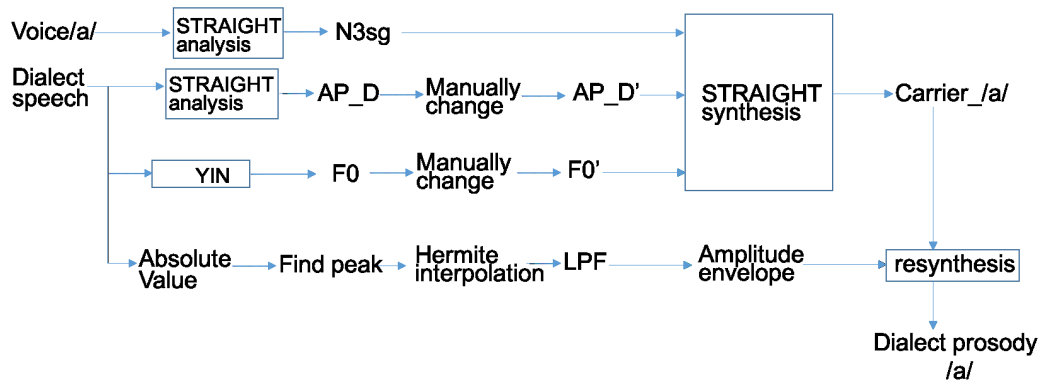 Voice/a/
STRAIGHT
analysis
N3sg
Dialect
speech
STRAIGHT
analysis
AP_D
Manually
change
AP_D’
STRAIGHT
synthesis
Carrier_/a/
YIN
F0
Manually
change
F0’
Absolute
Value
Find peak
Hermite
interpolation
LPF
Amplitude
envelope
resynthesis
Dialect prosody
/a/